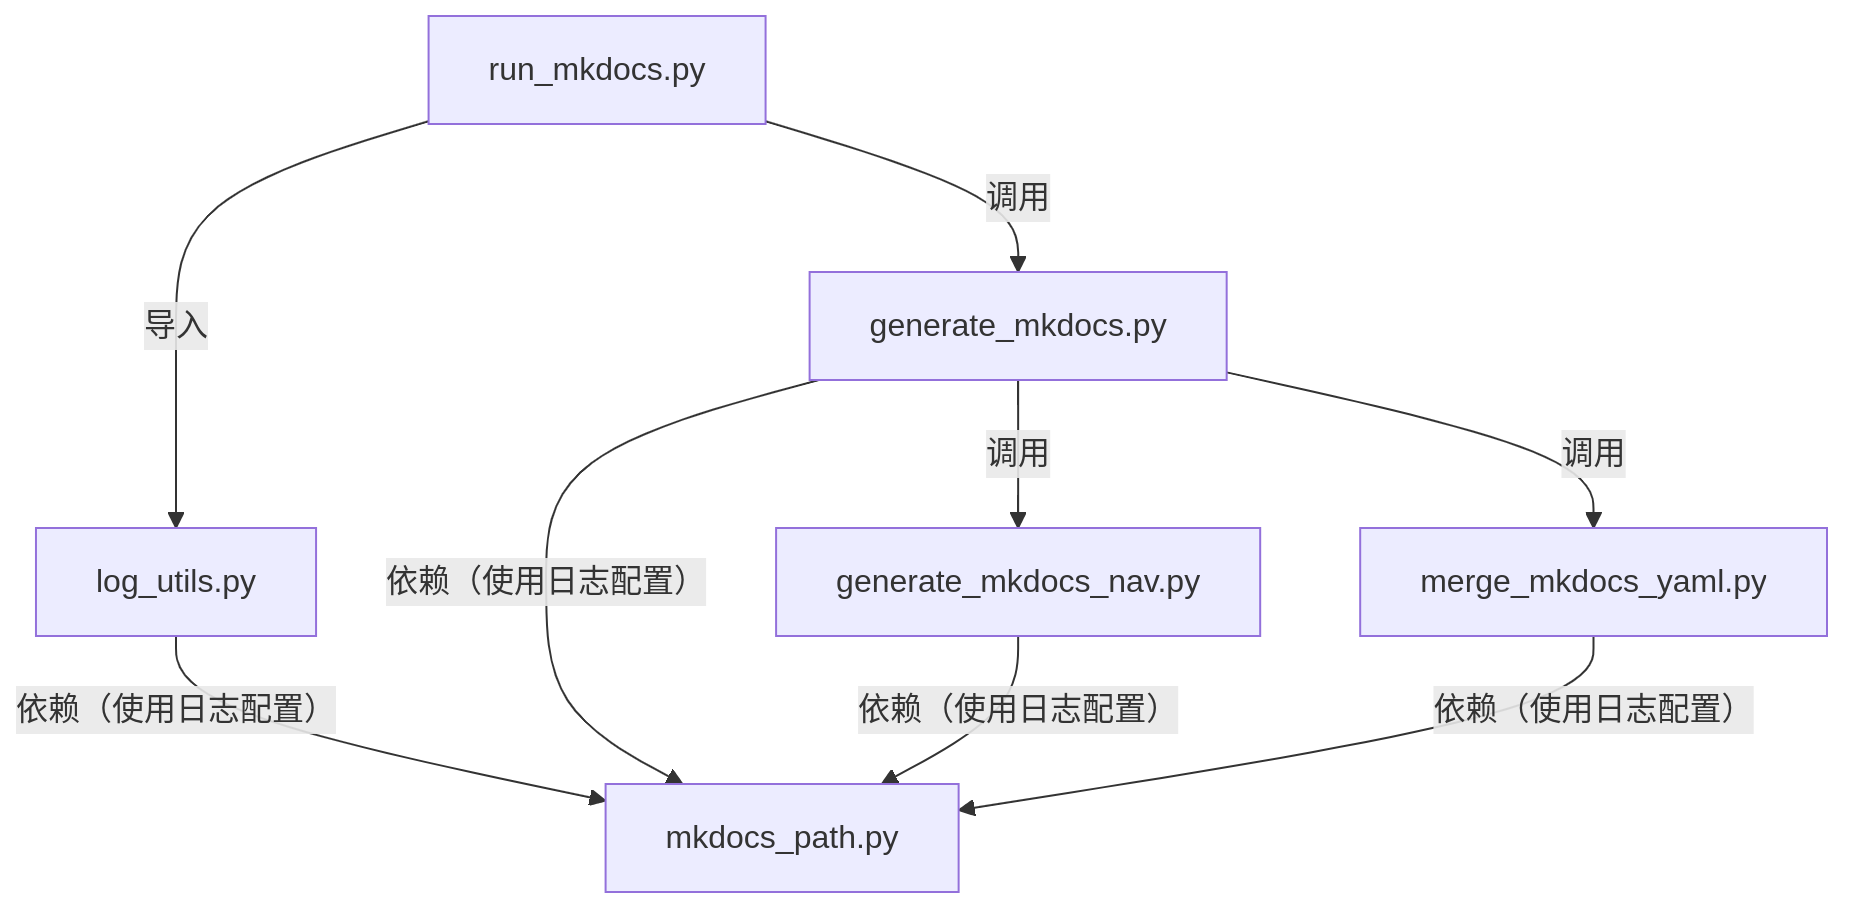 run_mkdocs.py
调用
导入
generate_mkdocs.py
调用
调用
依赖（使用日志配置）
log_utils.py
generate_mkdocs_nav.py
merge_mkdocs_yaml.py
依赖（使用日志配置）
依赖（使用日志配置）
依赖（使用日志配置）
mkdocs_path.py